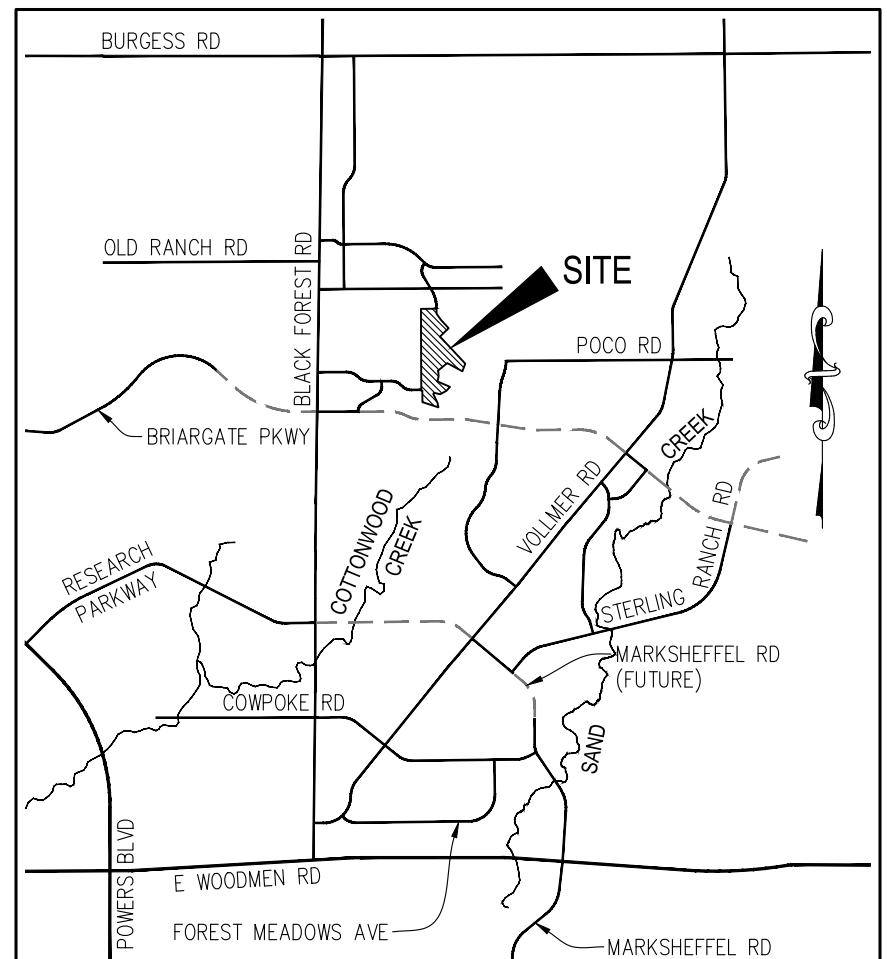 BURGESS RD
OLD RANCH RD
BLACK FOREST RD
SITE
POCO RD
BRIARGATE PKWY
CREEK
VOLLMER RD
COTTONWOOD
CREEK
RESEARCH
PARKWAY
STERLING
RANCH RD
MARKSHEFFEL RD
(FUTURE)
COWPOKE RD
SAND
POWERS BLVD
E WOODMEN RD
FOREST MEADOWS AVE
MARKSHEFFEL RD